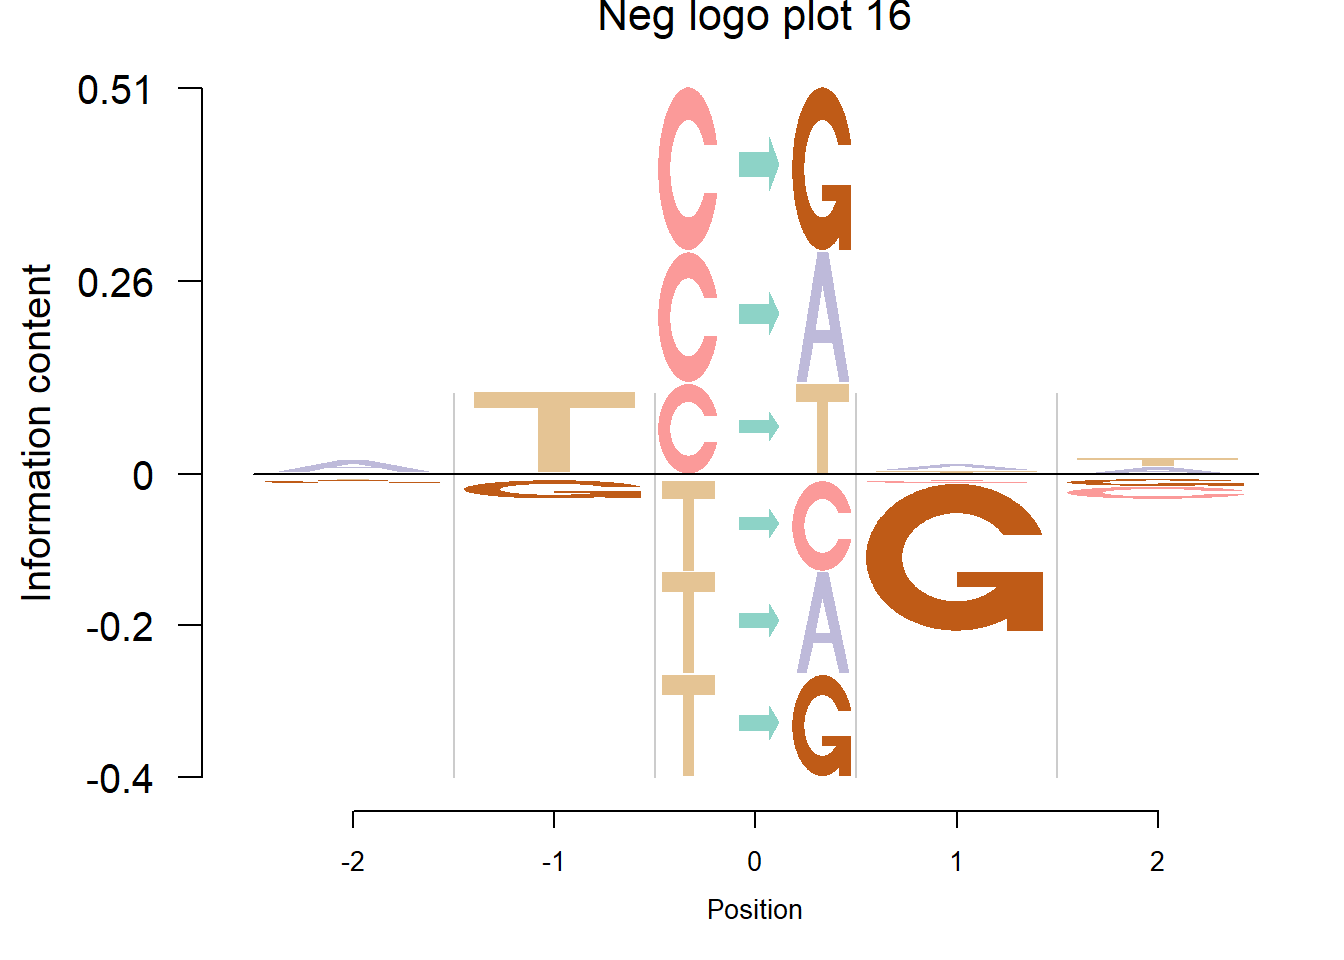 Neg logo plot 16
Information content
0.51
0.26
0
-0.2
-0.4
C G
C A
C T
A T A T
G G T C G C
T A
T G
-2 -1 0 1 2
Position